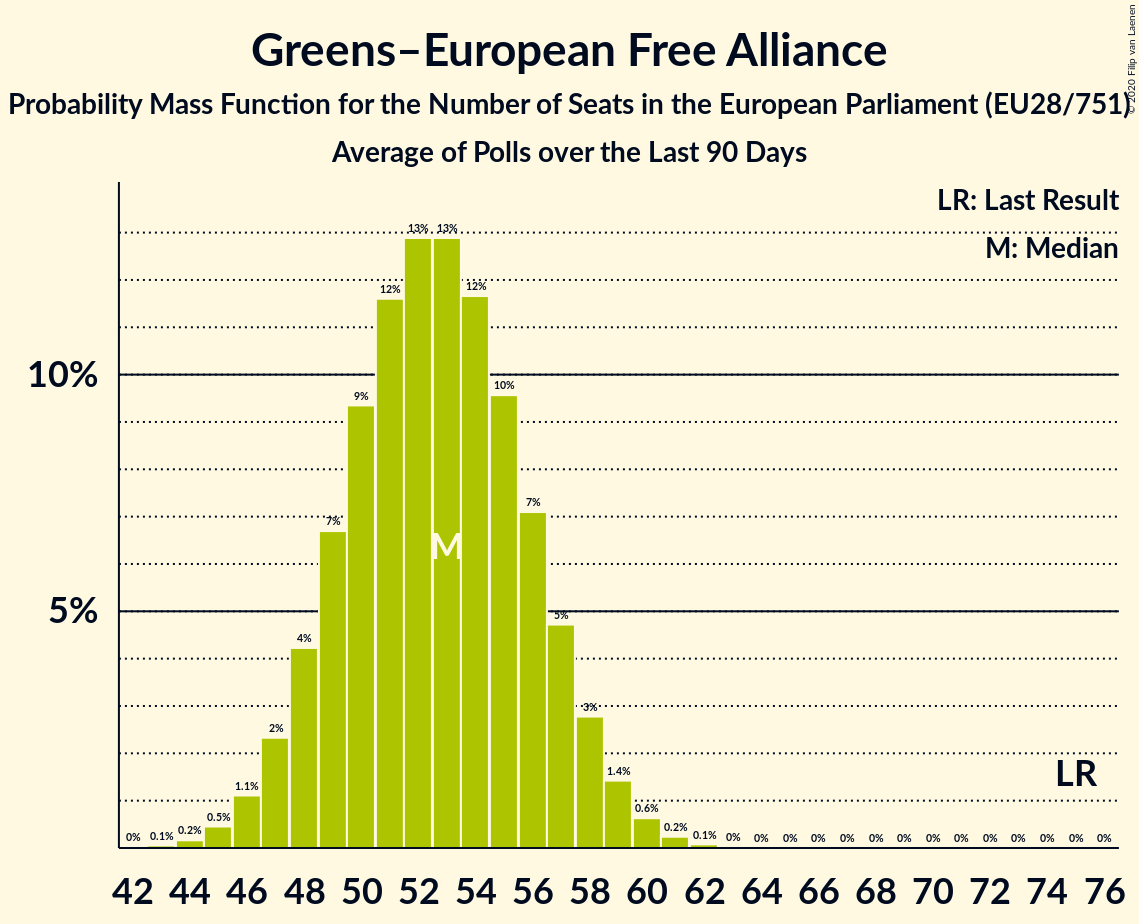 Greens–European Free Alliance
Probability Mass Function for the Number of Seats in the European Parliament (EU28/751)
Average of Polls over the Last 90 Days
© 2020 Filip van Laenen
LR: Last Result
M: Median
10%
5%
0% 0.1% 0.2% 0.5% 1.1% 2% 4% 7% 9% 12% 13% 13% 12% 10% 7% 5% 3% 1.4% 0.6% 0.2% 0.1% 0% 0% 0% 0% 0% 0% 0% 0% 0% 0% 0% 0% 0% 0%
M
LR
42 44 46 48 50 52 54 56 58 60 62 64 66 68 70 72 74 76